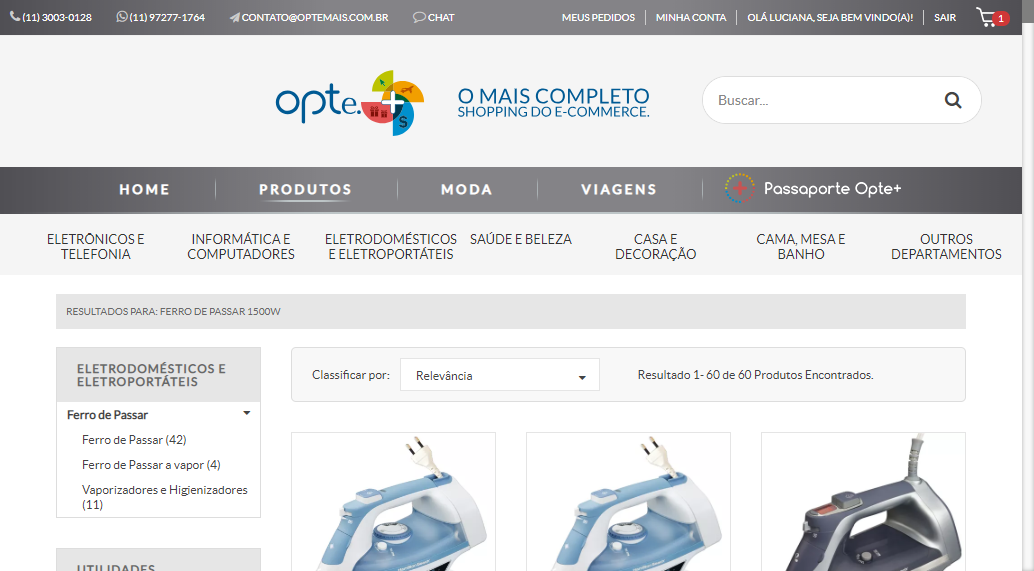 (11) 3003-0128 (11) 97277-1764 CONTATO@OPTEMAIS.COM.BR CHAT MEUS PEDIDOS MINHA CONTA OLÁ LUCIANA, SEJA BEM VINDO(A)! SAIR 1
opte.
O MAIS COMPLETO
SHOPPING DO E-COMMERCE.
Buscar...
HOME PRODUTOS MODA VIAGENS Passaporte Opte+
ELETRÔNICOS E
TELEFONIA
INFORMÁTICA E
COMPUTADORES
ELETRODOMÉSTICOS
E ELETROPORTÁTEIS
SAÚDE E BELEZA
CASA E
DECORAÇÃO
CAMA, MESA E
BANHO
OUTROS
DEPARTAMENTOS
RESULTADOS PARA: FERRO DE PASSAR 1500W
ELETRODOMÉSTICOS E
ELETROPORTÁTEIS
Ferro de Passar
Ferro de Passar (42)
Ferro de Passar a vapor (4)
Vaporizadores e Higienizadores
(11)
UTILIDADES
Classificar por: Relevância Resultado 1- 60 de 60 Produtos Encontrados.